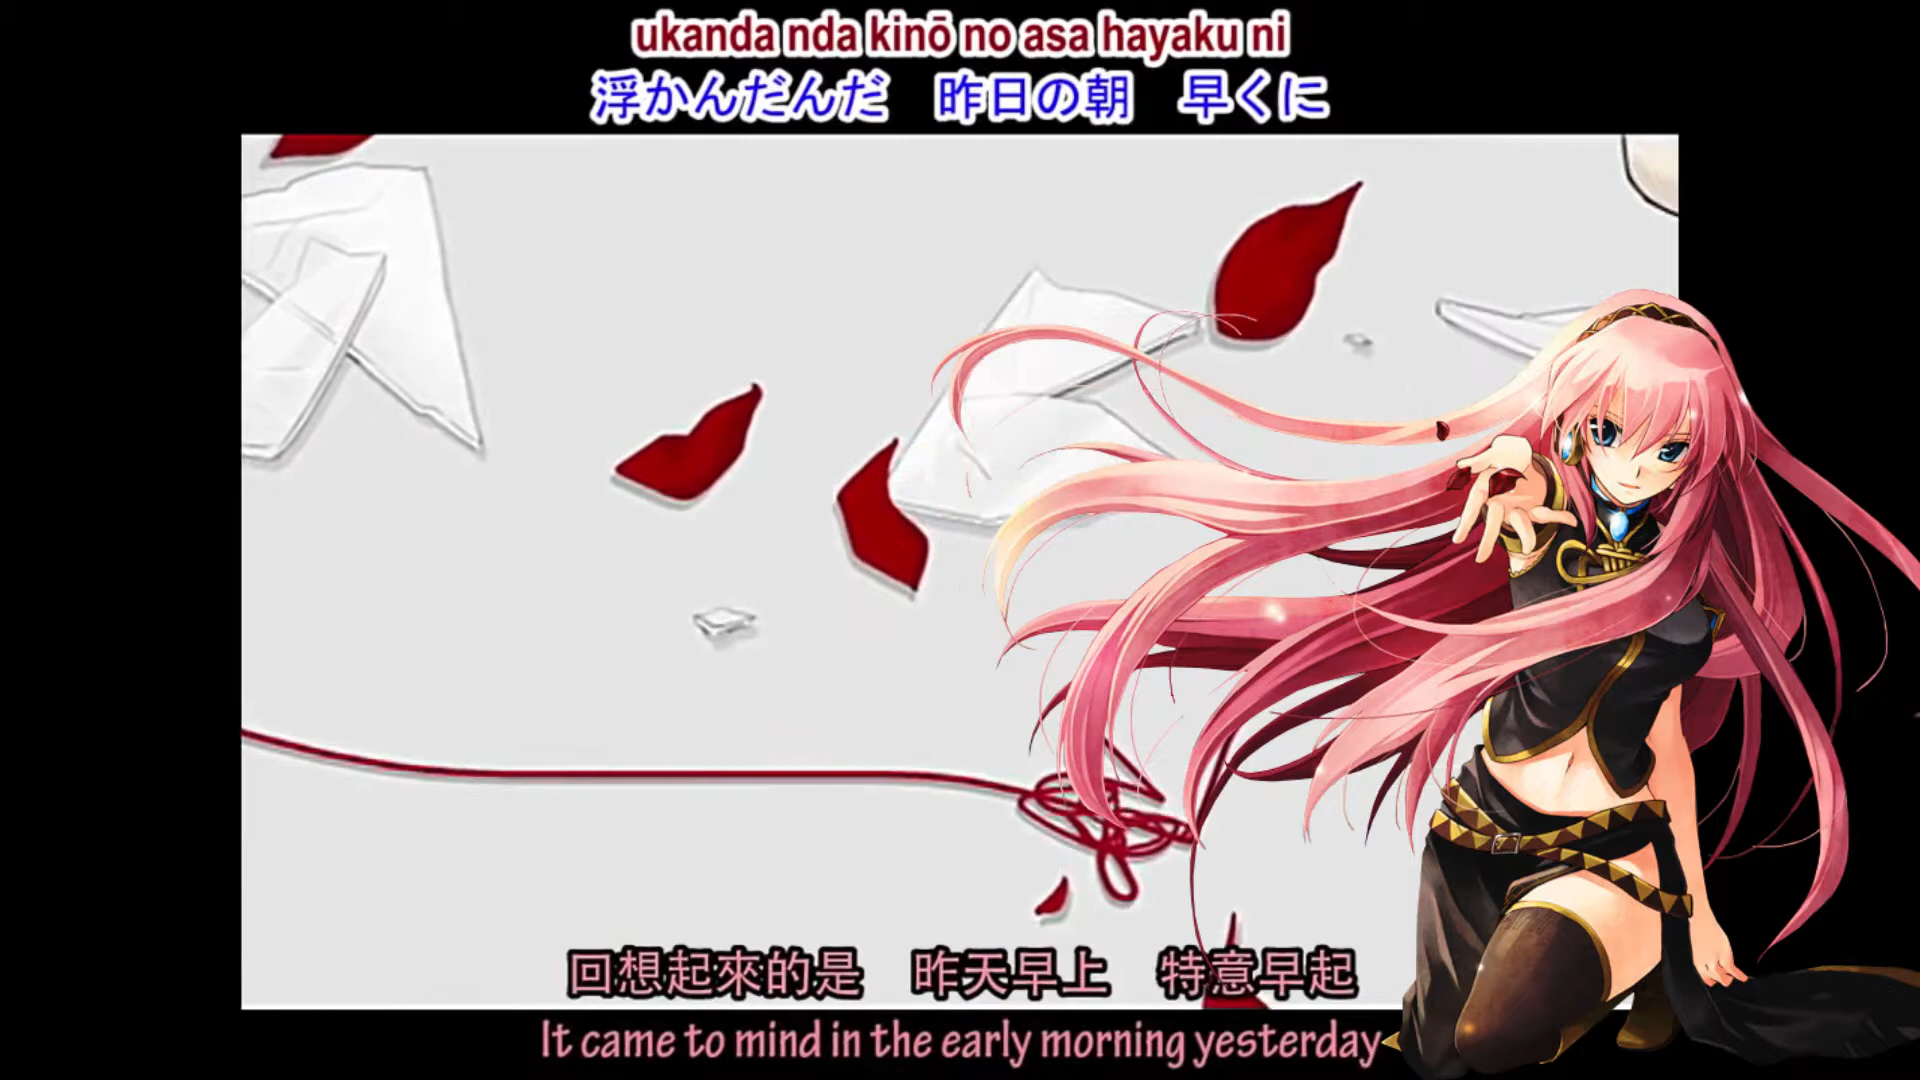 ukanda nda kinō no asa hayaku ni
浮かんだんだ　昨日の朝　早くに
回想起來的是　昨天早上　特意早起
It came to mind in the early morning yesterday